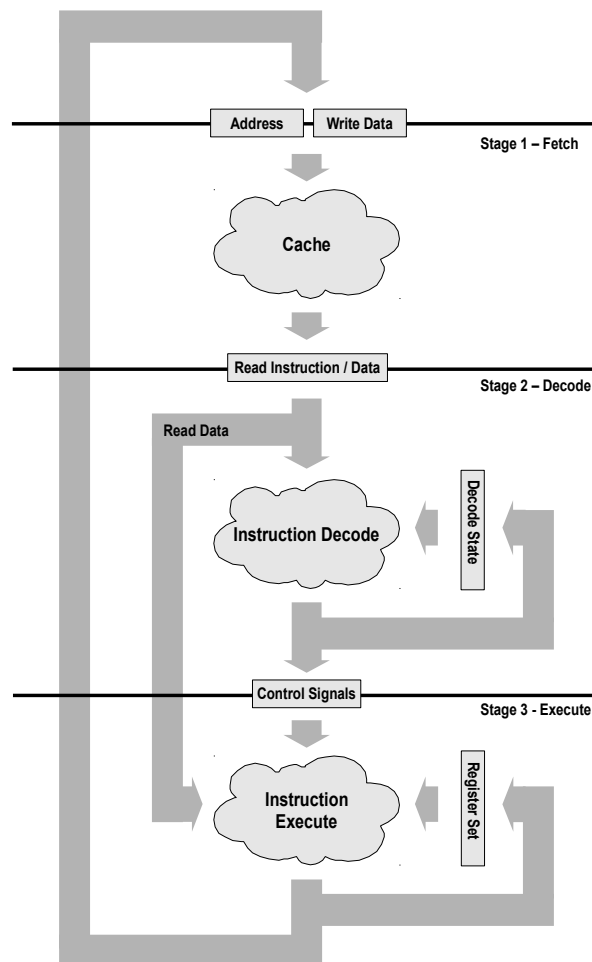 Address
Write Data
Stage 1 – Fetch
Cache
Read Instruction / Data
Stage 2 – Decode
Read Data
Instruction Decode
Decode State
Control Signals
Stage 3 - Execute
Instruction
Execute
Register Set